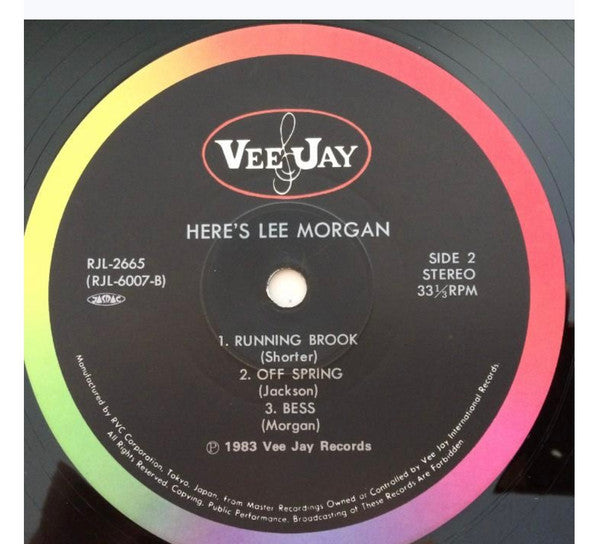 VEE JAY
HERE'S LEE MORGAN
RJL-2665
(RJL-6007-B)
JASRAC
SIDE 2
STEREO
33⅓RPM
1. RUNNING BROOK
(Shorter)
2. OFF SPRING
(Jackson)
3. BESS
(Morgan)
Ⓟ 1983 Vee Jay Records
Manufactured by RVC Corporation, Tokyo, Japan, from Master Recordings Owned or Controlled by Vee Jay International Records.
All Rights Reserved. Copying, Public Performance, Broadcasting of These Records Are Forbidden